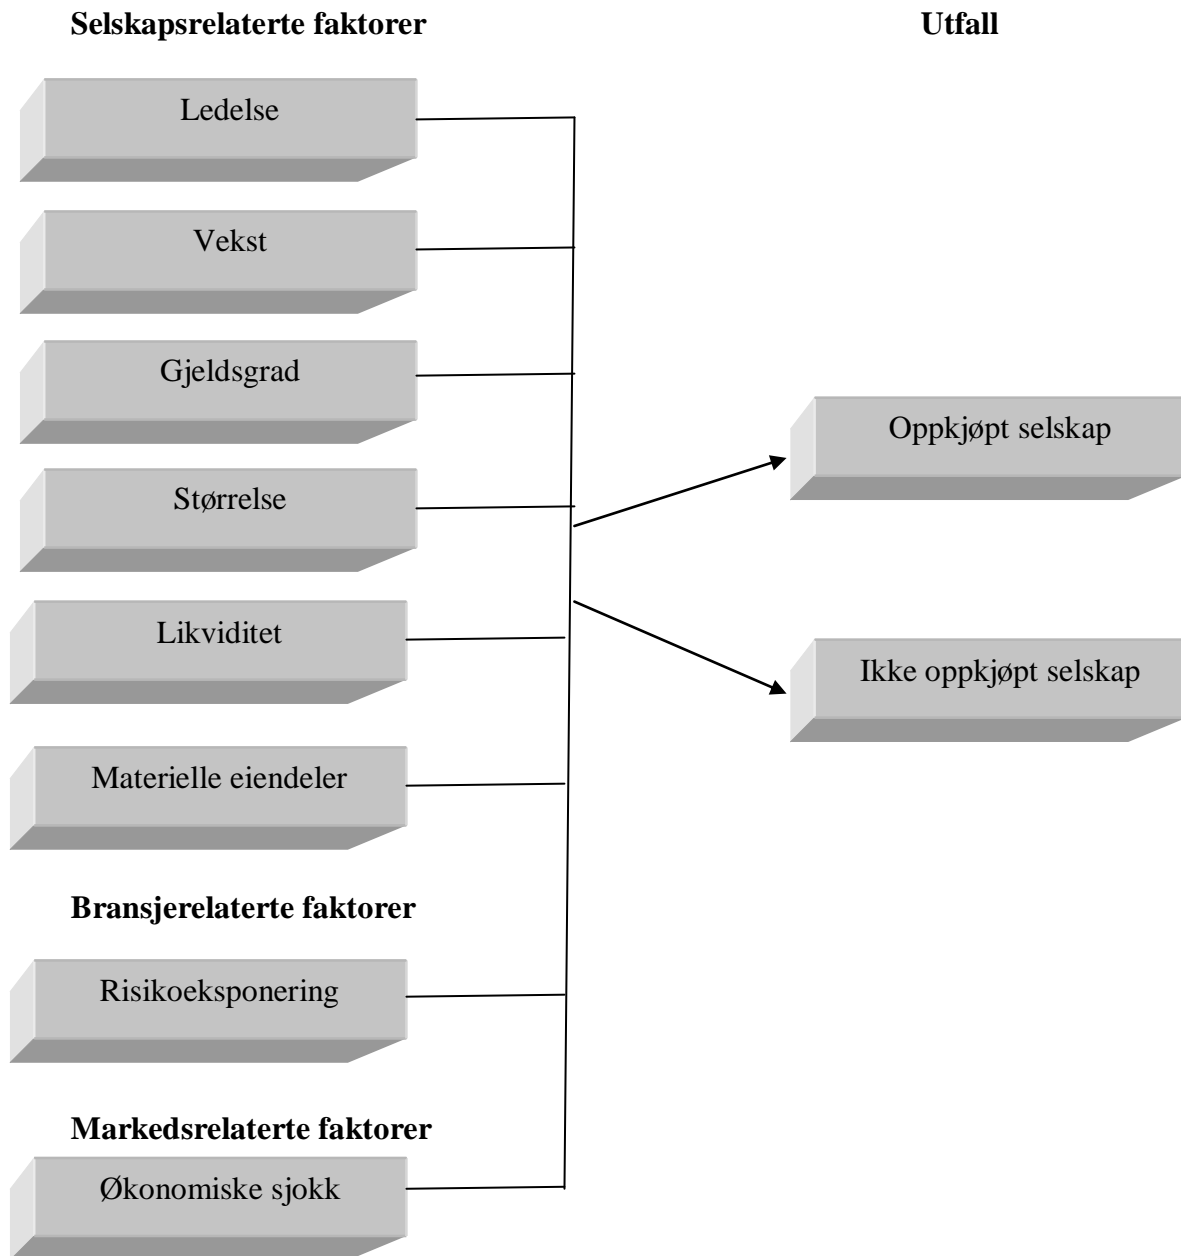 Selskapsrelaterte faktorer
Utfall
Ledelse
Vekst
Gjeldsgrad
Størrelse
Likviditet
Materielle eiendeler
Bransjerelaterte faktorer
Risikoeksponering
Markedsrelaterte faktorer
Økonomiske sjokk
Oppkjøpt selskap
Ikke oppkjøpt selskap